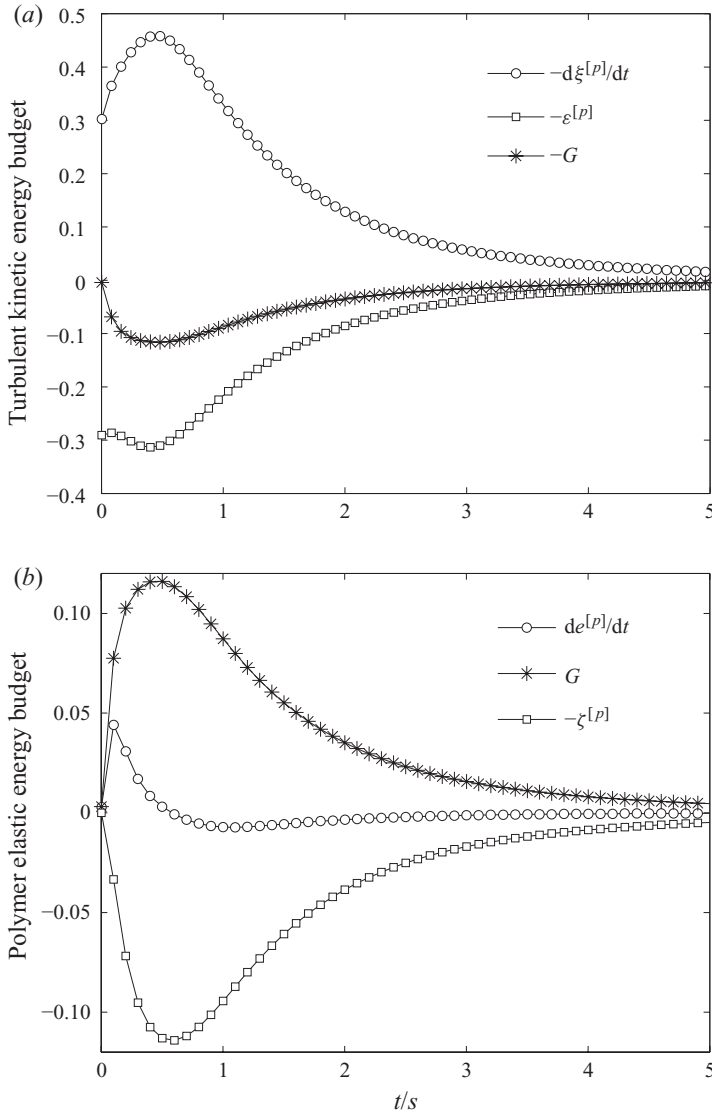 (a)
0.5
0.4
0.3
0.2
0.1
0
−0.1
−0.2
−0.3
−0.4
Turbulent kinetic energy budget
−dξ^[p]/dt
−ε^[p]
−G
0 1 2 3 4 5
(b)
0.10
0.05
0
−0.05
−0.10
Polymer elastic energy budget
de^[p]/dt
G
−ζ^[p]
0 1 2 3 4 5
t/s